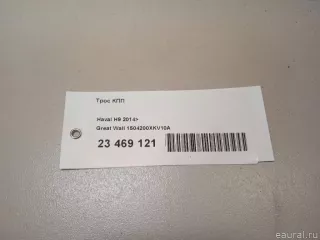 Трос КПП
Haval H9 2014>
Great Wall 1504200XKV10A
23 469 121
eaural.ru